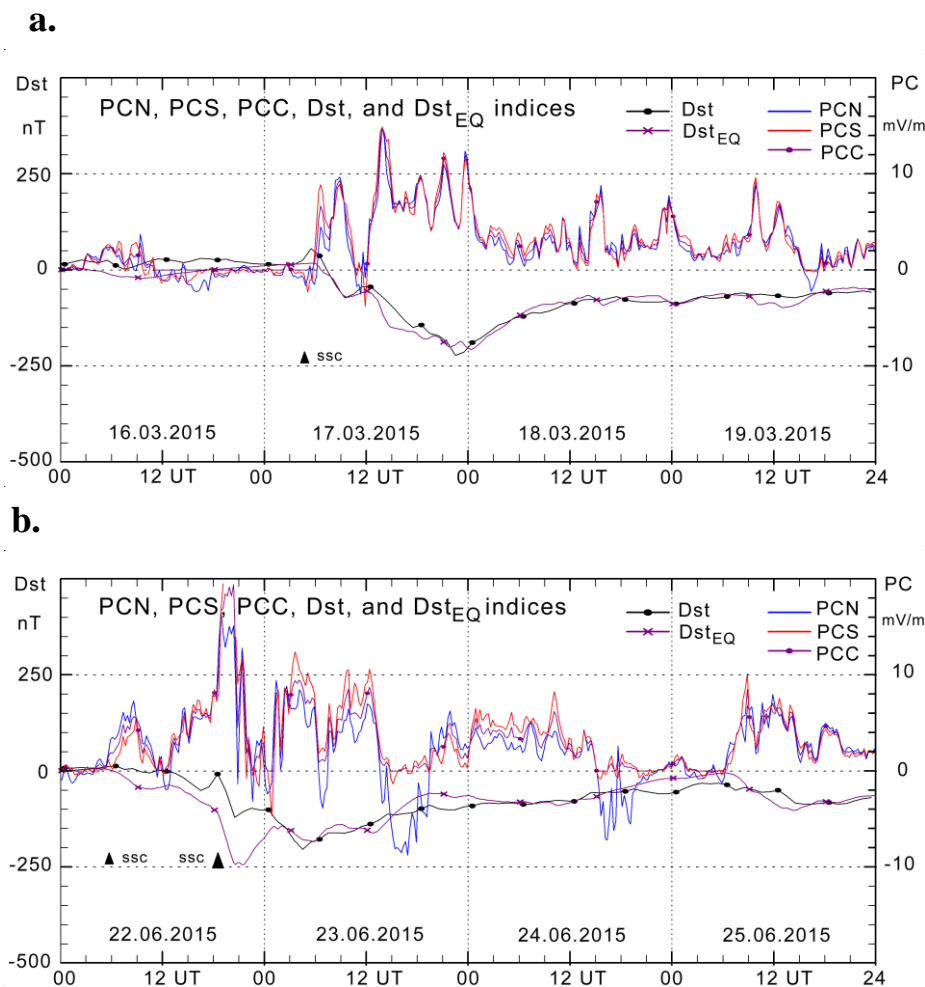 a.
Dst
PC
PCN, PCS, PCC, Dst, and DstEQ indices
Dst
PCN
nT
DstEQ
PCS
mV/m
PCC
250
10
0
0
ssc
-250
-10
16.03.2015
17.03.2015
18.03.2015
19.03.2015
-500
00
12 UT
00
12 UT
00
12 UT
00
12 UT
24
b.
Dst
PC
PCN, PCS, PCC, Dst, and DstEQ indices
Dst
PCN
nT
DstEQ
PCS
mV/m
PCC
250
10
0
0
ssc
ssc
-250
-10
22.06.2015
23.06.2015
24.06.2015
25.06.2015
-500
00
12 UT
00
12 UT
00
12 UT
00
12 UT
24